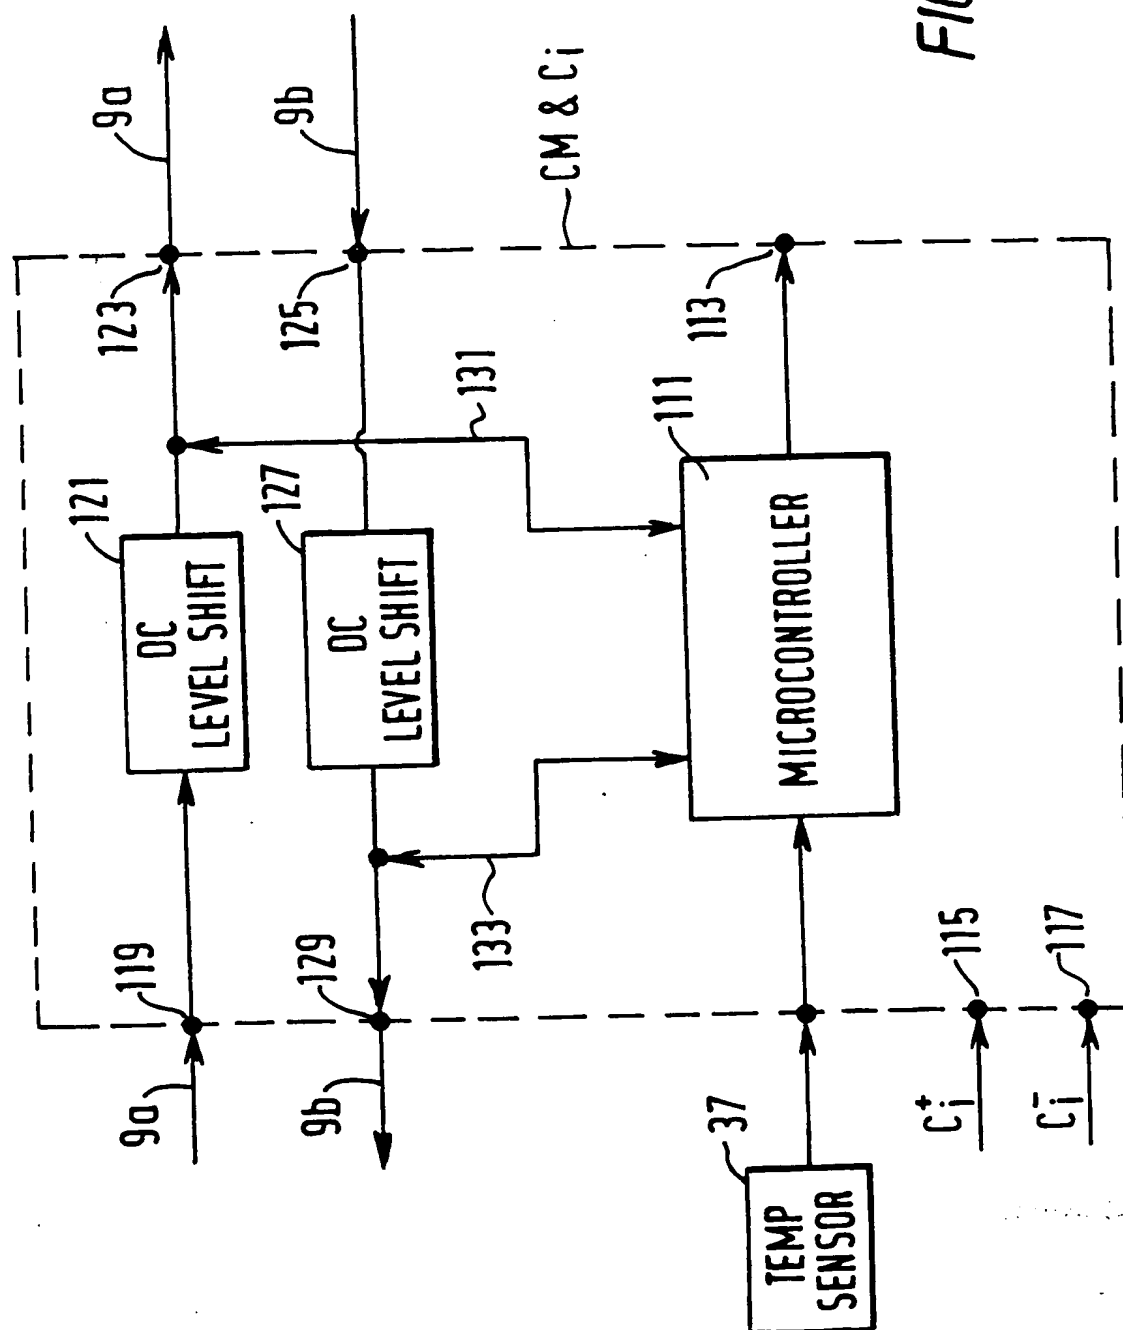 FIG
9a
9b
CM & Ci
123
125
113
131
121
127
111
DC
LEVEL SHIFT
DC
LEVEL SHIFT
MICROCONTROLLER
119
129
133
115
117
9a
9b
37
Ci+
Ci-
TEMP
SENSOR